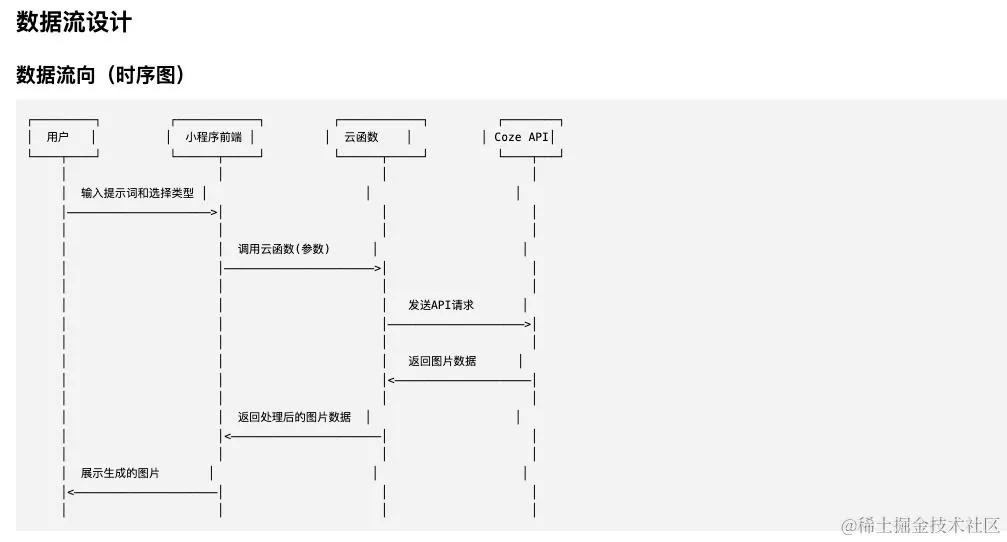 数据流设计
数据流向（时序图）
用户 小程序前端 云函数 Coze API
输入提示词和选择类型
调用云函数(参数)
发送API请求
返回图片数据
返回处理后的图片数据
展示生成的图片
@稀土掘金技术社区